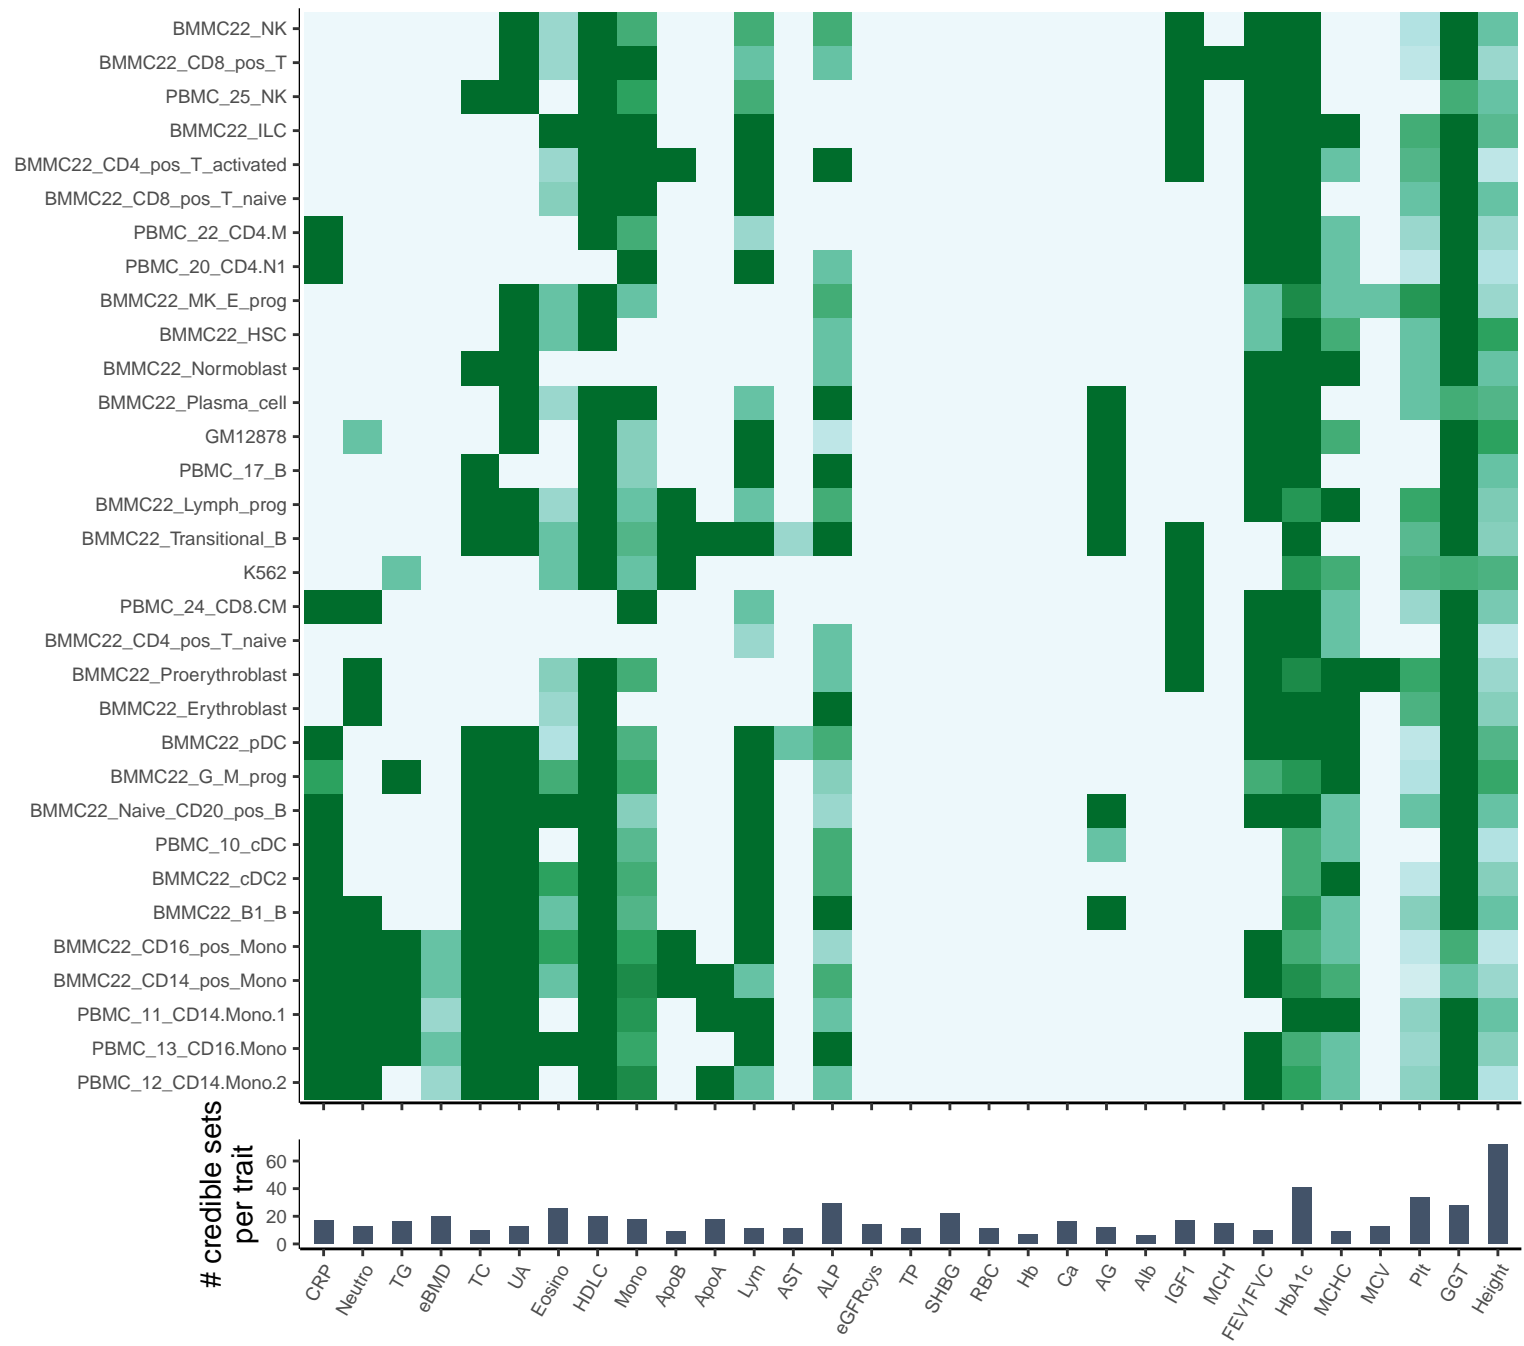 BMMC22_NK
BMMC22_CD8_pos_T
PBMC_25_NK
BMMC22_ILC
BMMC22_CD4_pos_T_activated
BMMC22_CD8_pos_T_naive
PBMC_22_CD4.M
PBMC_20_CD4.N1
BMMC22_MK_E_prog
BMMC22_HSC
BMMC22_Normoblast
BMMC22_Plasma_cell
GM12878
PBMC_17_B
BMMC22_Lymph_prog
BMMC22_Transitional_B
K562
PBMC_24_CD8.CM
BMMC22_CD4_pos_T_naive
BMMC22_Proerythroblast
BMMC22_Erythroblast
BMMC22_pDC
BMMC22_G_M_prog
BMMC22_Naive_CD20_pos_B
PBMC_10_cDC
BMMC22_cDC2
BMMC22_B1_B
BMMC22_CD16_pos_Mono
BMMC22_CD14_pos_Mono
PBMC_11_CD14.Mono.1
PBMC_13_CD16.Mono
PBMC_12_CD14.Mono.2
# credible sets
per trait
60
40
20
0
CRP
Neutro
TG
eBMD
TC
UA
Eosino
HDLC
Mono
ApoB
ApoA
Lym
AST
ALP
eGFRcys
TP
SHBG
RBC
Hb
Ca
AG
Alb
IGF1
MCH
FEV1FVC
HbA1c
MCHC
MCV
Plt
GGT
Height